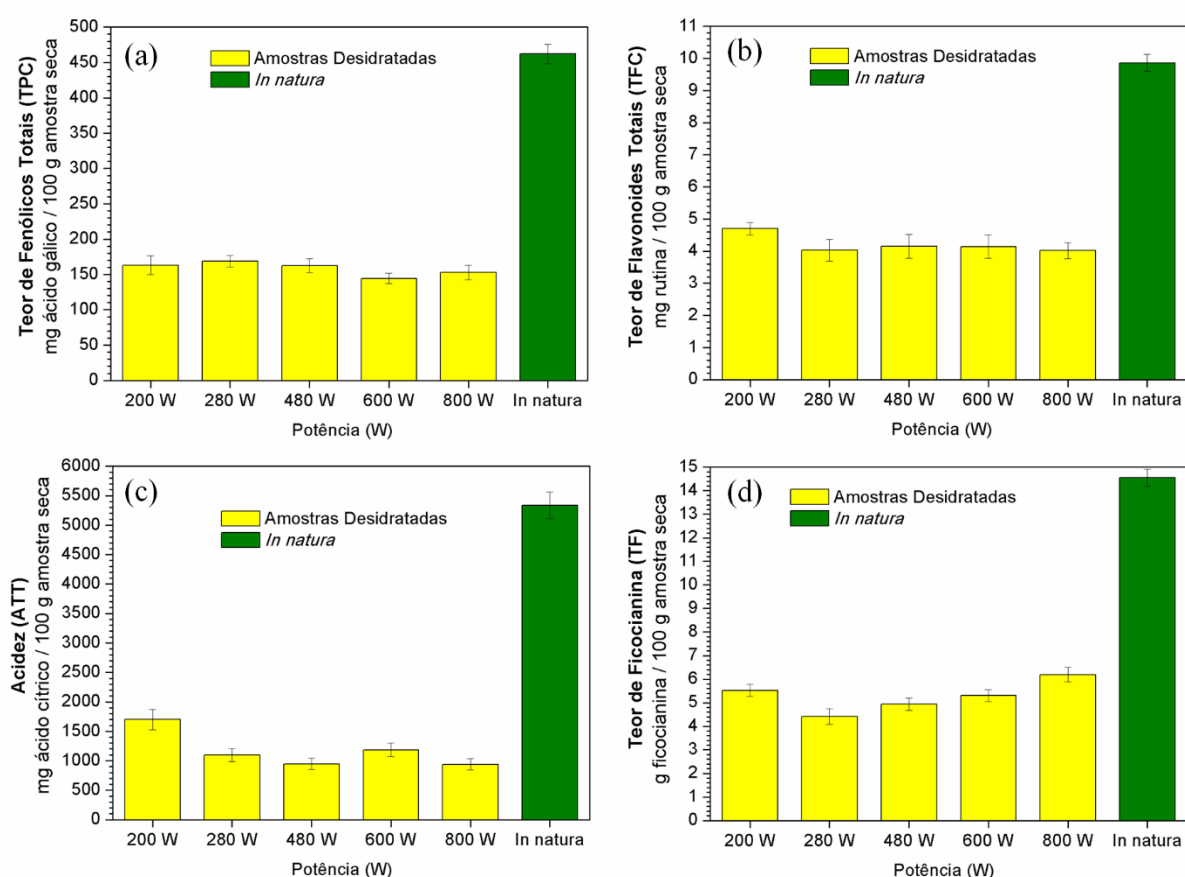 (a)
Teor de Fenólicos Totais (TPC)
mg ácido gálico / 100 g amostra seca
500
450
400
350
300
250
200
150
100
50
0
Amostras Desidratadas
In natura
200 W 280 W 480 W 600 W 800 W In natura
Potência (W)
(b)
Teor de Flavonoides Totais (TFC)
mg rutina / 100 g amostra seca
11
10
9
8
7
6
5
4
3
2
1
0
Amostras Desidratadas
In natura
200 W 280 W 480 W 600 W 800 W In natura
Potência (W)
(c)
Acidez (ATT)
mg ácido cítrico / 100 g amostra seca
6000
5500
5000
4500
4000
3500
3000
2500
2000
1500
1000
500
0
Amostras Desidratadas
In natura
200 W 280 W 480 W 600 W 800 W In natura
Potência (W)
(d)
Teor de Ficocianina (TF)
g ficocianina / 100 g amostra seca
15
14
13
12
11
10
9
8
7
6
5
4
3
2
1
0
Amostras Desidratadas
In natura
200 W 280 W 480 W 600 W 800 W In natura
Potência (W)